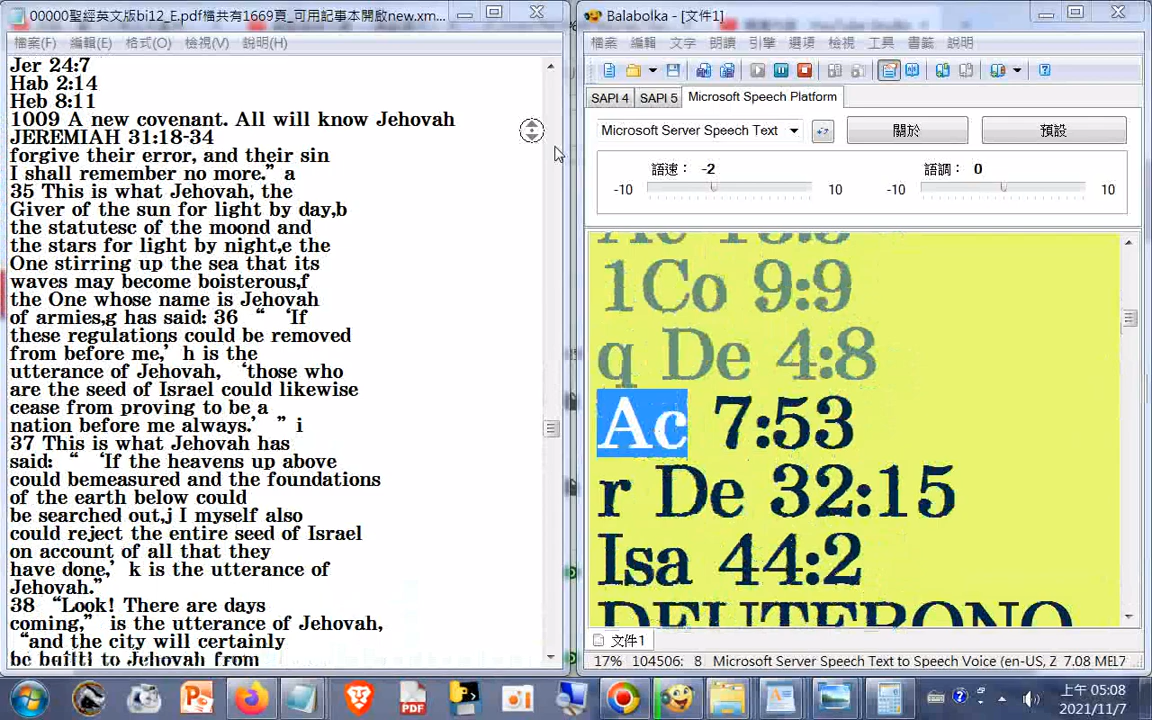 00000聖經英文版bi12_E.pdf檔共有1669頁_可用記事本開啟new.xm...
檔案(F) 編輯(E) 格式(O) 檢視(V) 說明(H)
Jer 24:7
Hab 2:14
Heb 8:11
1009 A new covenant. All will know Jehovah
JEREMIAH 31:18-34
forgive their error, and their sin
I shall remember no more.” a
35 This is what Jehovah, the
Giver of the sun for light by day,b
the statutesc of the moond and
the stars for light by night,e the
One stirring up the sea that its
waves may become boisterous,f
the One whose name is Jehovah
of armies,g has said: 36 “ ‘If
these regulations could be removed
from before me,’ h is the
utterance of Jehovah, ‘those who
are the seed of Israel could likewise
cease from proving to be a
nation before me always.’ ” i
37 This is what Jehovah has
said: “ ‘If the heavens up above
could bemeasured and the foundations
of the earth below could
be searched out,j I myself also
could reject the entire seed of Israel
on account of all that they
have done,’ k is the utterance of
Jehovah.”
38 “Look! There are days
coming,” is the utterance of Jehovah,
“and the city will certainly
be built to Jehovah from
Balabolka - [文件1]
檔案 編輯 文字 朗讀 引擎 選項 檢視 工具 書籤 說明
SAPI 4 SAPI 5 Microsoft Speech Platform
Microsoft Server Speech Text 關於 預設
語速: -2 語調: 0
-10 10 -10 10
1Co 9:9
q De 4:8
Ac 7:53
r De 32:15
Isa 44:2
DEUTERONO
文件1
17% 104506: 8 Microsoft Server Speech Text to Speech Voice (en-US, Z 7.08 MEL7
PDF
上午 05:08
2021/11/7